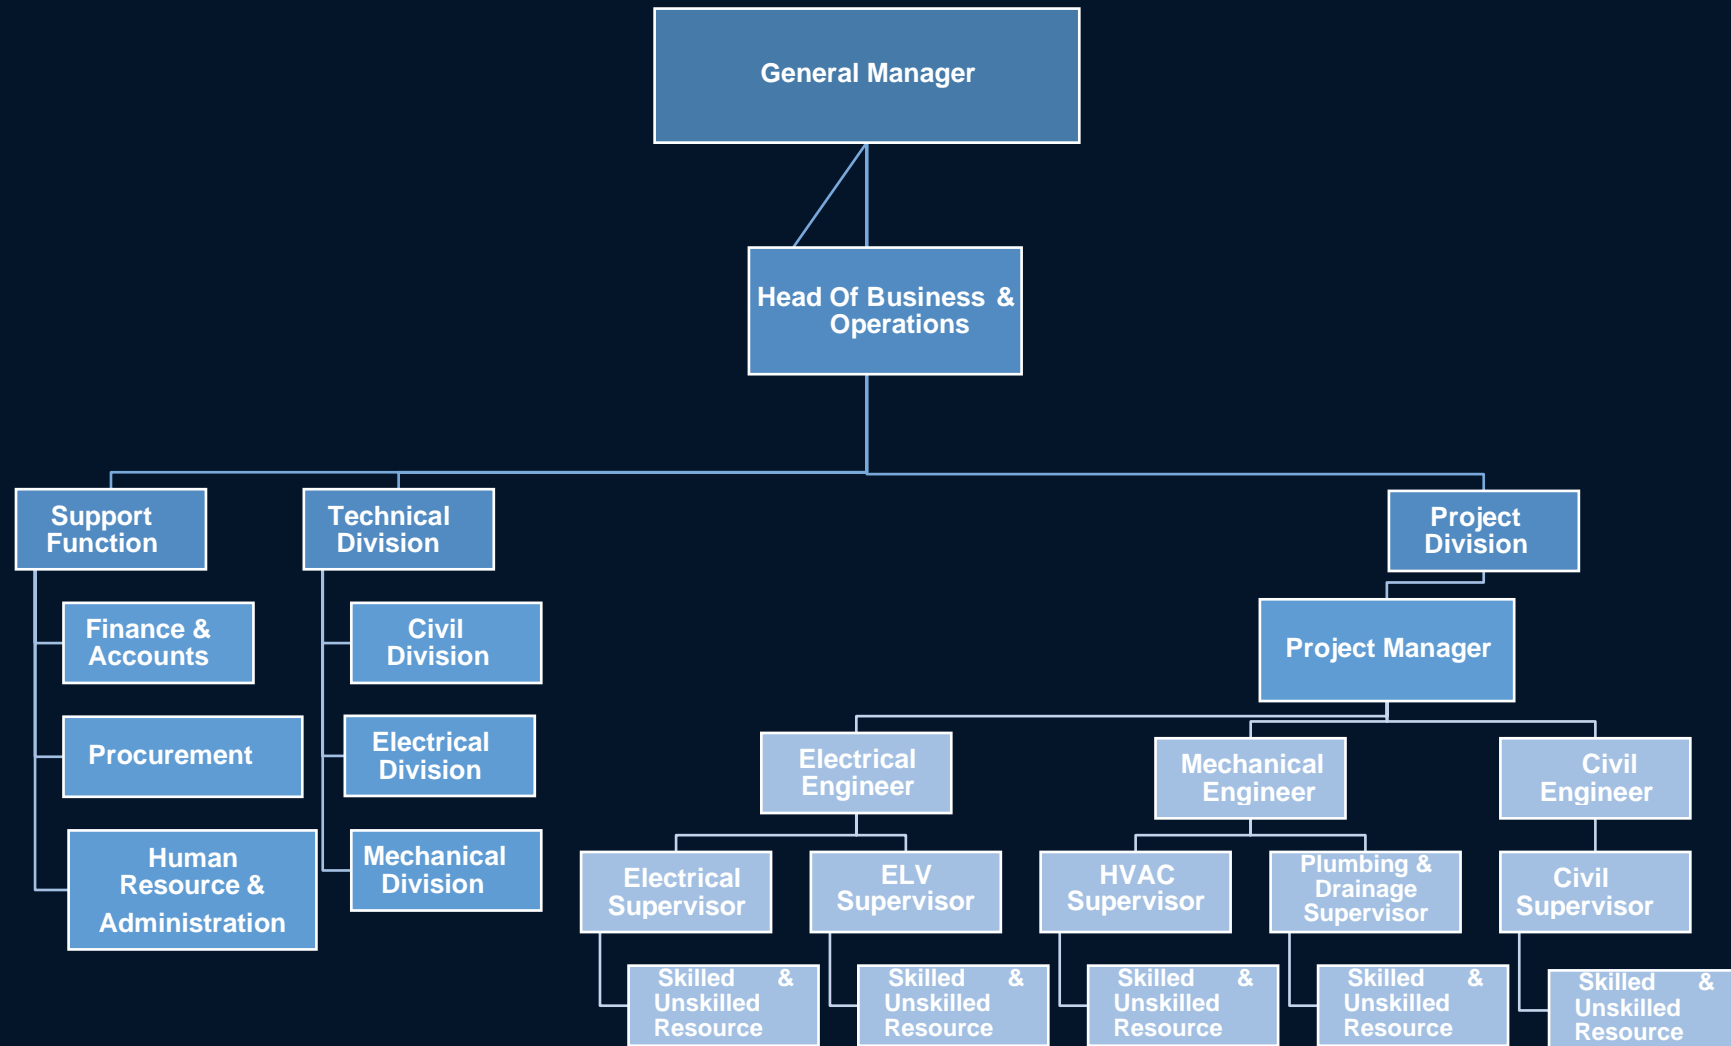 General Manager
Head Of Business &
Operations
Support
Function
Technical
Division
Project
Division
Finance &
Accounts
Civil
Division
Project Manager
Procurement
Electrical
Division
Electrical
Engineer
Mechanical
Engineer
Civil
Engineer
Human
Resource &
Administration
Mechanical
Division
Electrical
Supervisor
ELV
Supervisor
HVAC
Supervisor
Plumbing &
Drainage
Supervisor
Civil
Supervisor
Skilled &
Unskilled
Resource
Skilled &
Unskilled
Resource
Skilled &
Unskilled
Resource
Skilled &
Unskilled
Resource
Skilled &
Unskilled
Resource